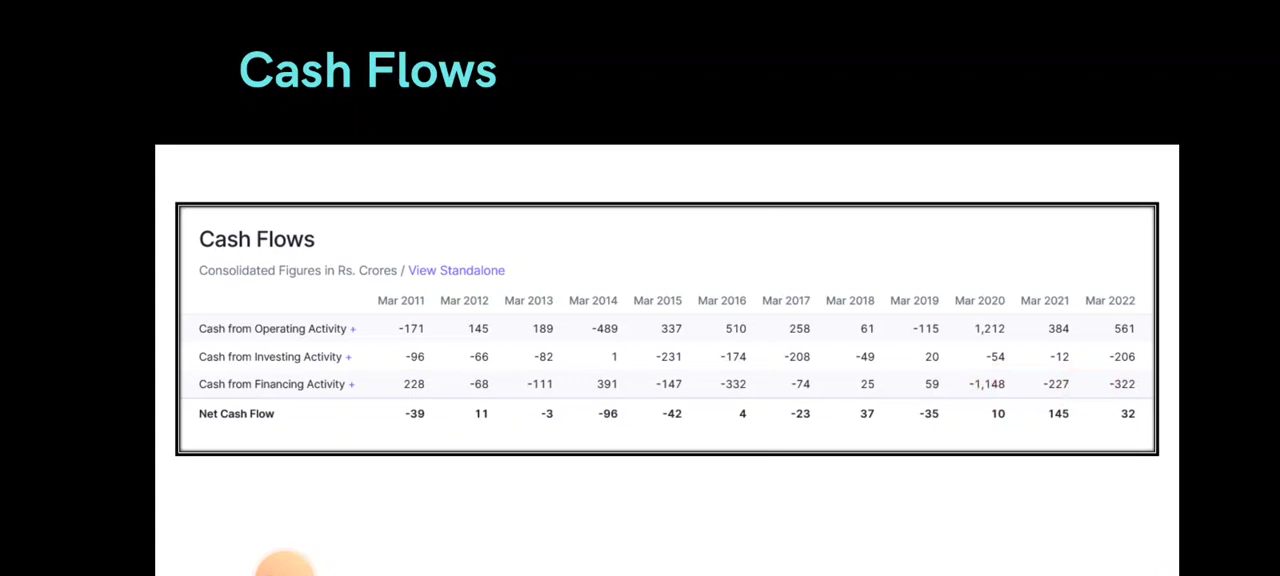 Cash Flows
Cash Flows
Consolidated Figures in Rs. Crores / View Standalone
Mar 2011 Mar 2012 Mar 2013 Mar 2014 Mar 2015 Mar 2016 Mar 2017 Mar 2018 Mar 2019 Mar 2020 Mar 2021 Mar 2022
Cash from Operating Activity + -171 145 189 -489 337 510 258 61 -115 1,212 384 561
Cash from Investing Activity + -96 -66 -82 1 -231 -174 -208 -49 20 -54 -12 -206
Cash from Financing Activity + 228 -68 -111 391 -147 -332 -74 25 59 -1,148 -227 -322
Net Cash Flow -39 11 -3 -96 -42 4 -23 37 -35 10 145 32